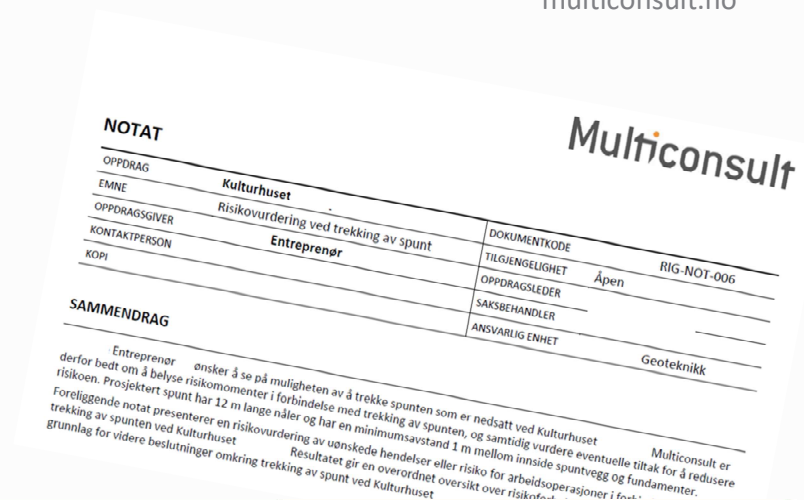 multiconsult.no
Multiconsult
NOTAT
OPPDRAG Kulturhuset DOKUMENTKODE RIG-NOT-006
EMNE Risikovurdering ved trekking av spunt TILGJENGELIGHET Åpen
OPPDRAGSGIVER Entreprenør OPPDRAGSLEDER
KONTAKTPERSON SAKSBEHANDLER
KOPI ANSVARLIG ENHET Geoteknikk
SAMMENDRAG
Entreprenør ønsker å se på muligheten av å trekke spunten som er nedsatt ved Kulturhuset Multiconsult er
derfor bedt om å belyse risikomomenter i forbindelse med trekking av spunten, og samtidig vurdere eventuelle tiltak for å redusere
risikoen. Prosjektert spunt har 12 m lange nåler og har en minimumsavstand 1 m mellom innside spuntvegg og fundamenter.
Foreliggende notat presenterer en risikovurdering av uønskede hendelser eller risiko for arbeidsoperasjoner i
trekking av spunten ved Kulturhuset Resultatet gir en overordnet oversikt over
grunnlag for videre beslutninger omkring trekking av spunt ved Kulturhuset